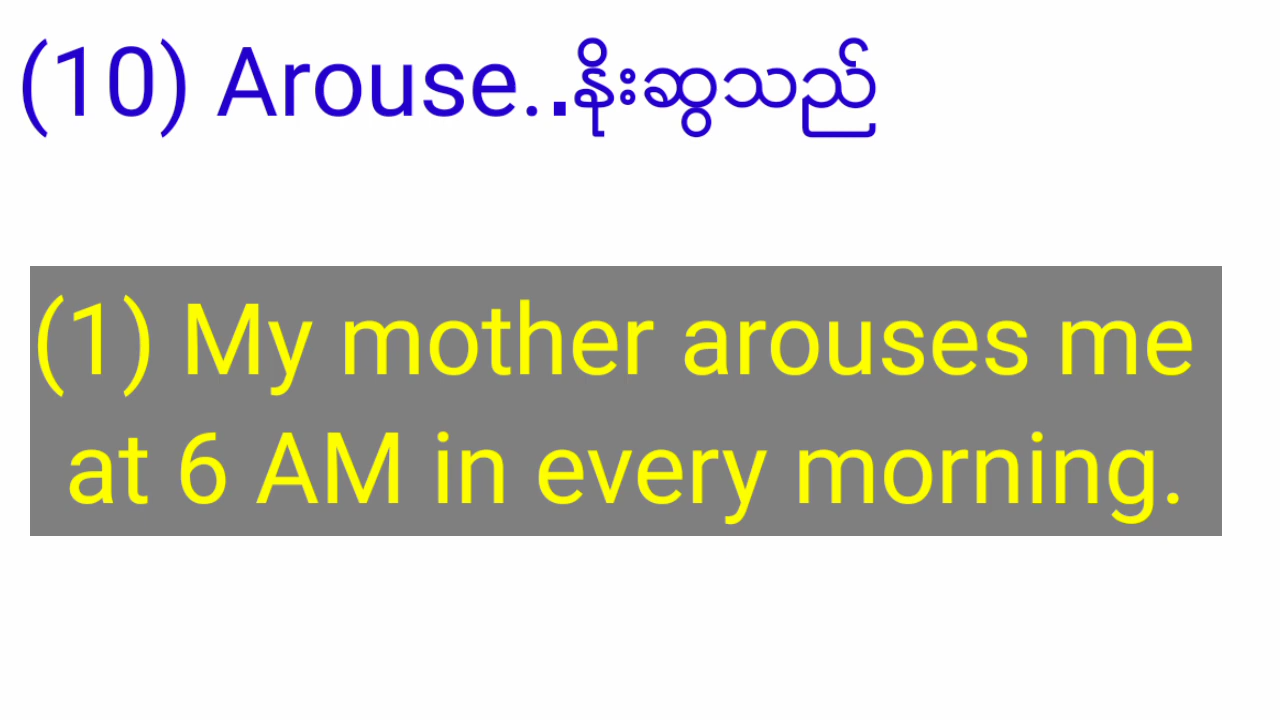 (10) Arouse..နိုးဆွသည်
(1) My mother arouses me
at 6 AM in every morning.